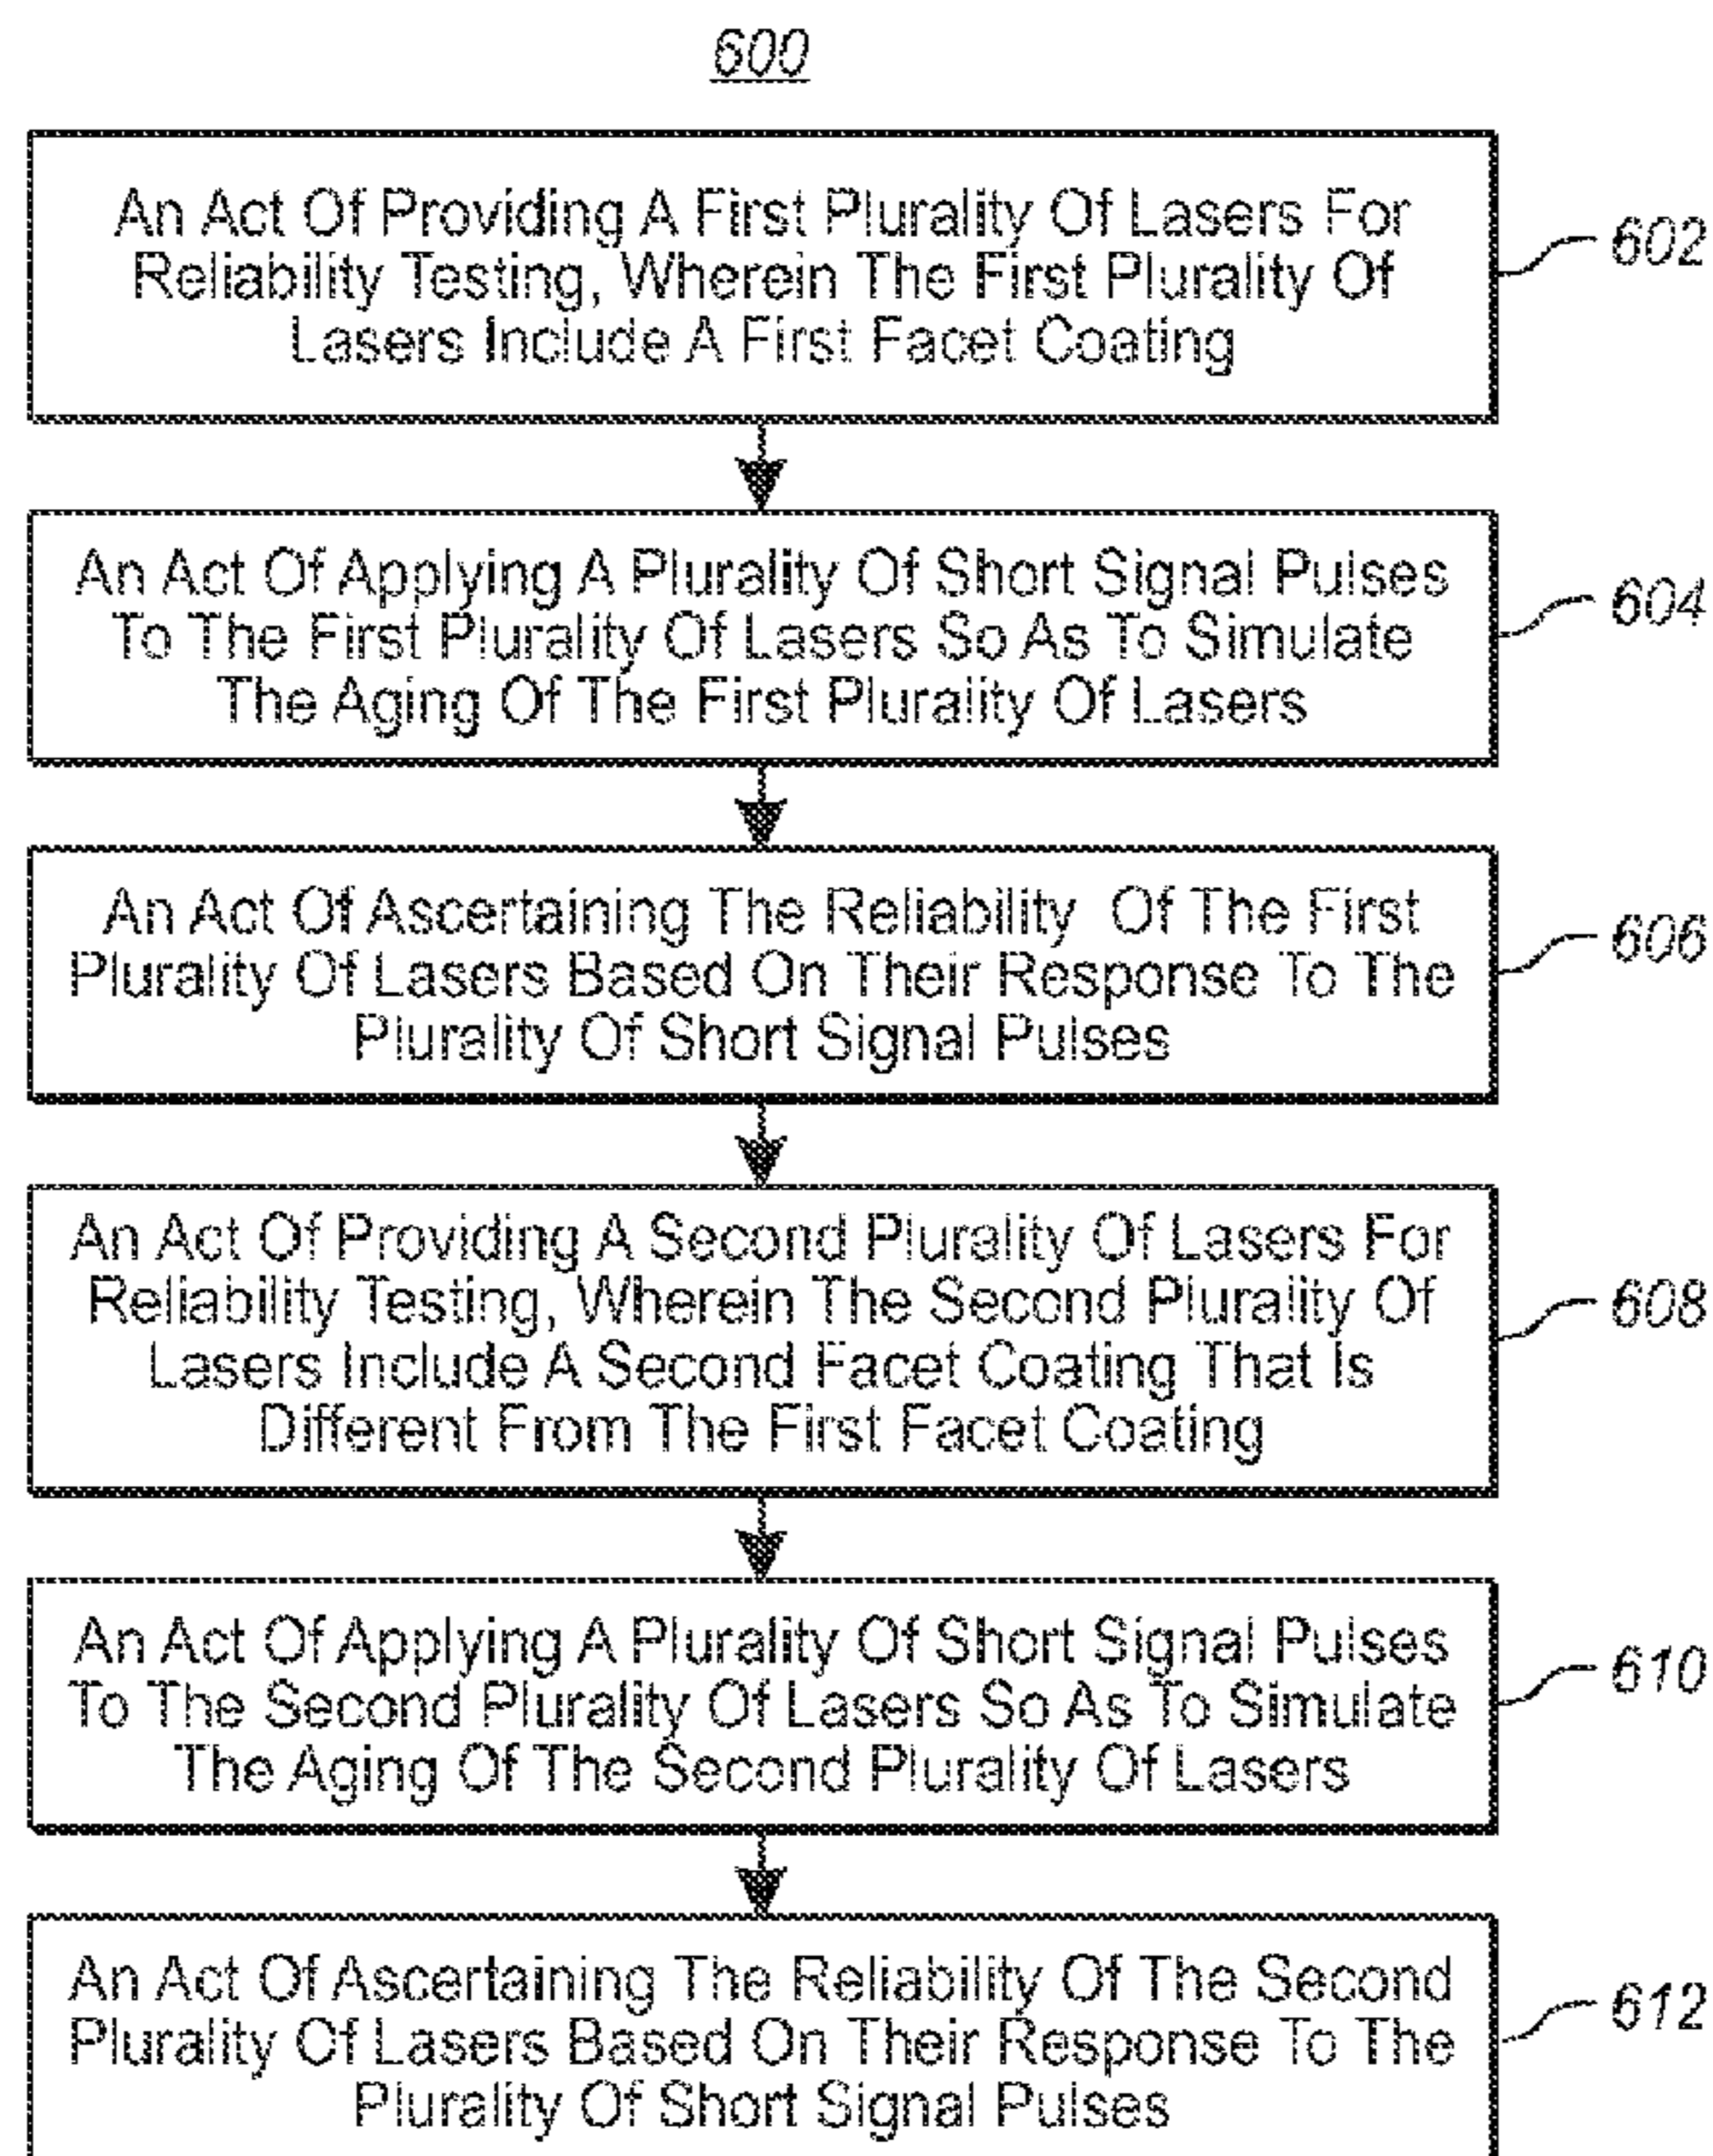 600
An Act Of Providing A First Plurality Of Lasers For
Reliability Testing, Wherein The First Plurality Of
Lasers Include A First Facet Coating
602
An Act Of Applying A Plurality Of Short Signal Pulses
To The First Plurality Of Lasers So As To Simulate
The Aging Of The First Plurality Of Lasers
604
An Act Of Ascertaining The Reliability Of The First
Plurality Of Lasers Based On Their Response To The
Plurality Of Short Signal Pulses
606
An Act Of Providing A Second Plurality Of Lasers For
Reliability Testing, Wherein The Second Plurality Of
Lasers Include A Second Facet Coating That Is
Different From The First Facet Coating
608
An Act Of Applying A Plurality Of Short Signal Pulses
To The Second Plurality Of Lasers So As To Simulate
The Aging Of The Second Plurality Of Lasers
610
An Act Of Ascertaining The Reliability Of The Second
Plurality Of Lasers Based On Their Response To The
Plurality Of Short Signal Pulses
612